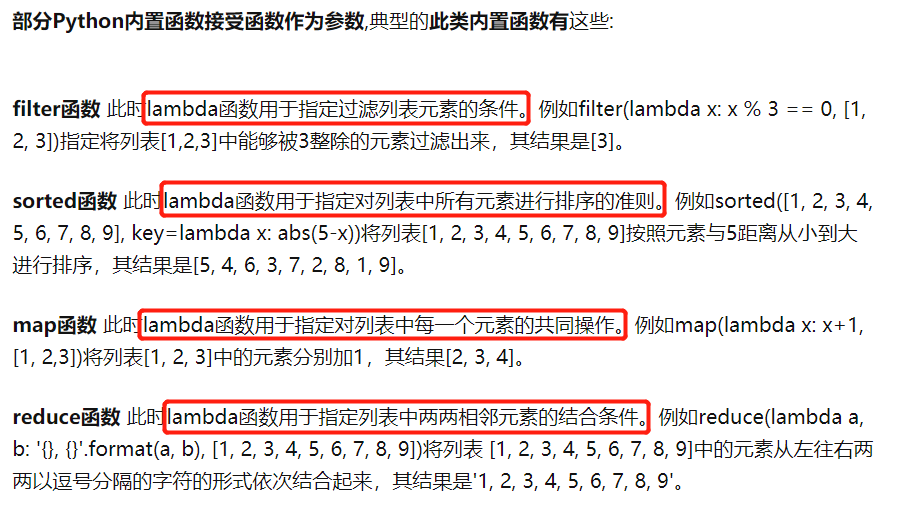 部分Python内置函数接受函数作为参数,典型的此类内置函数有这些:
filter函数 此时lambda函数用于指定过滤列表元素的条件。例如filter(lambda x: x % 3 == 0, [1,
2, 3])指定将列表[1,2,3]中能够被3整除的元素过滤出来，其结果是[3]。
sorted函数 此时lambda函数用于指定对列表中所有元素进行排序的准则。例如sorted([1, 2, 3, 4,
5, 6, 7, 8, 9], key=lambda x: abs(5-x))将列表[1, 2, 3, 4, 5, 6, 7, 8, 9]按照元素与5距离从小到大
进行排序，其结果是[5, 4, 6, 3, 7, 2, 8, 1, 9]。
map函数 此时lambda函数用于指定对列表中每一个元素的共同操作。例如map(lambda x: x+1,
[1, 2,3])将列表[1, 2, 3]中的元素分别加1，其结果[2, 3, 4]。
reduce函数 此时lambda函数用于指定列表中两两相邻元素的结合条件。例如reduce(lambda a,
b: '{}, {}'.format(a, b), [1, 2, 3, 4, 5, 6, 7, 8, 9])将列表 [1, 2, 3, 4, 5, 6, 7, 8, 9]中的元素从左往右两
两以逗号分隔的字符的形式依次结合起来，其结果是'1, 2, 3, 4, 5, 6, 7, 8, 9'。